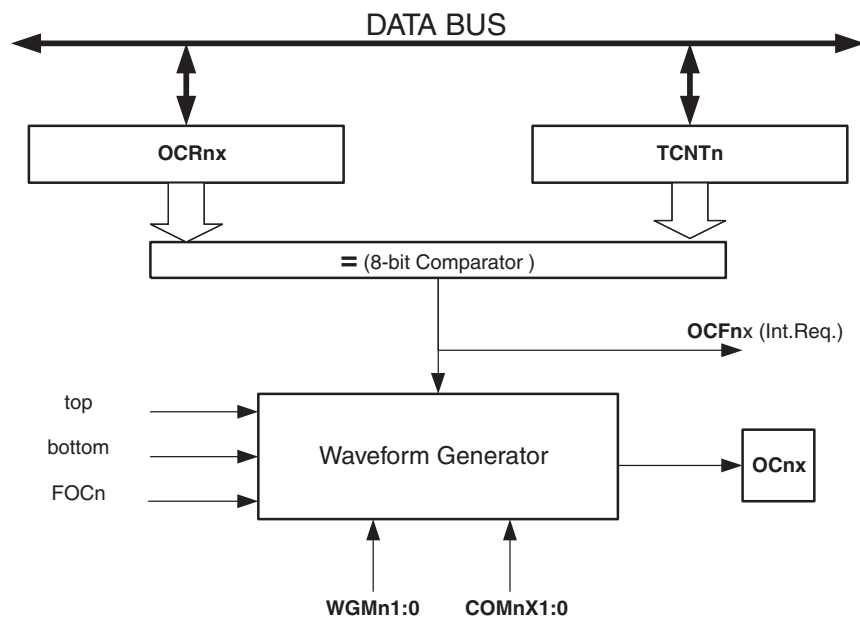 DATA BUS
OCRnx
TCNTn
= (8-bit Comparator )
OCFnx (Int.Req.)
top
bottom
FOCn
Waveform Generator
OCnx
WGMn1:0
COMnX1:0